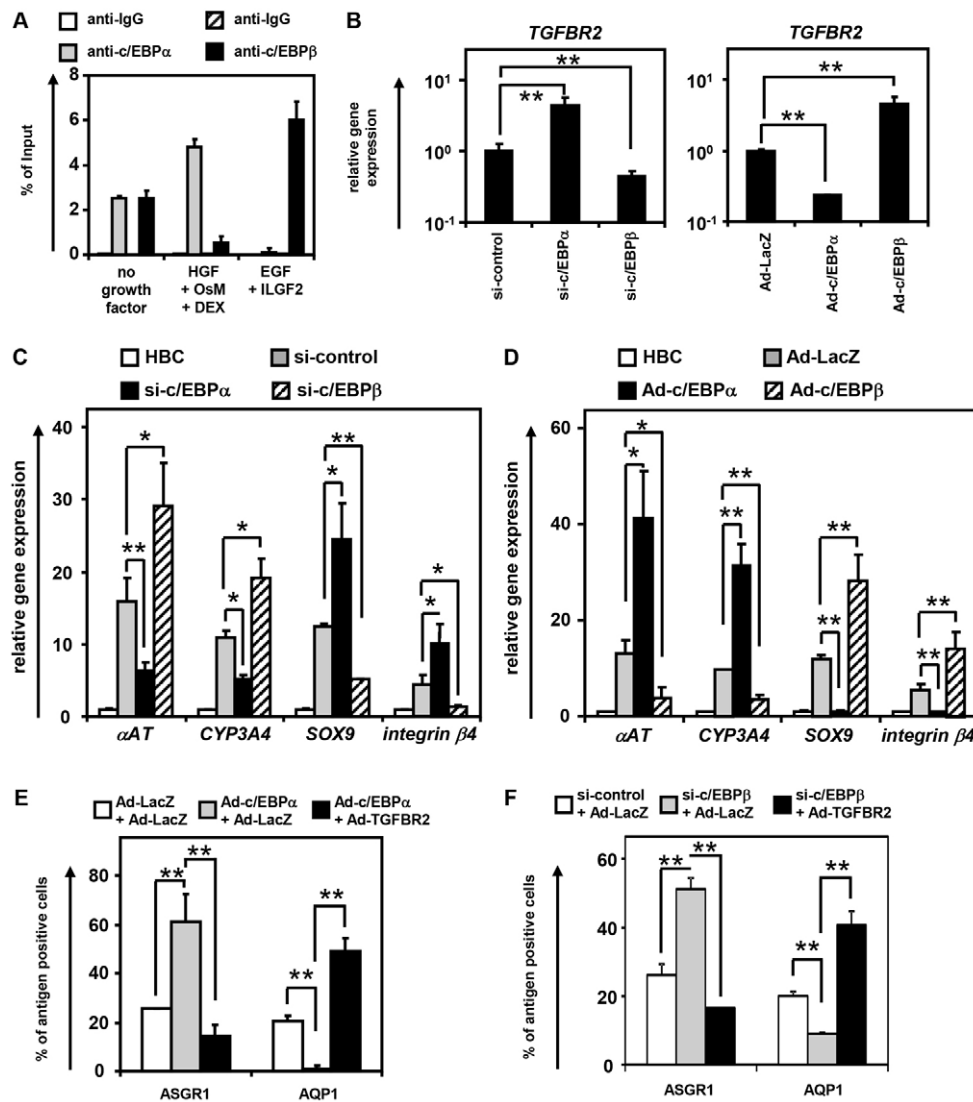 A
anti-IgG anti-IgG
anti-c/EBPα anti-c/EBPβ
% of Input
8
6
4
2
0
no growth factor
HGF + OsM + DEX
EGF + ILGF2
B
TGFBR2
relative gene expression
10¹
10⁰
10⁻¹
**
**
si-control
si-c/EBPα
si-c/EBPβ
TGFBR2
10¹
10⁰
10⁻¹
**
**
Ad-LacZ
Ad-c/EBPα
Ad-c/EBPβ
C
HBC si-control
si-c/EBPα si-c/EBPβ
relative gene expression
40
30
20
10
0
* ** * * ** * * *
αAT CYP3A4 SOX9 integrin β4
D
HBC Ad-LacZ
Ad-c/EBPα Ad-c/EBPβ
relative gene expression
60
40
20
0
* * ** ** ** ** ** **
αAT CYP3A4 SOX9 integrin β4
E
Ad-LacZ + Ad-LacZ
Ad-c/EBPα + Ad-LacZ
Ad-c/EBPα + Ad-TGFBR2
% of antigen positive cells
80
60
40
20
0
** ** ** **
ASGR1 AQP1
F
si-control + Ad-LacZ
si-c/EBPβ + Ad-LacZ
si-c/EBPβ + Ad-TGFBR2
% of antigen positive cells
60
40
20
0
** ** ** **
ASGR1 AQP1